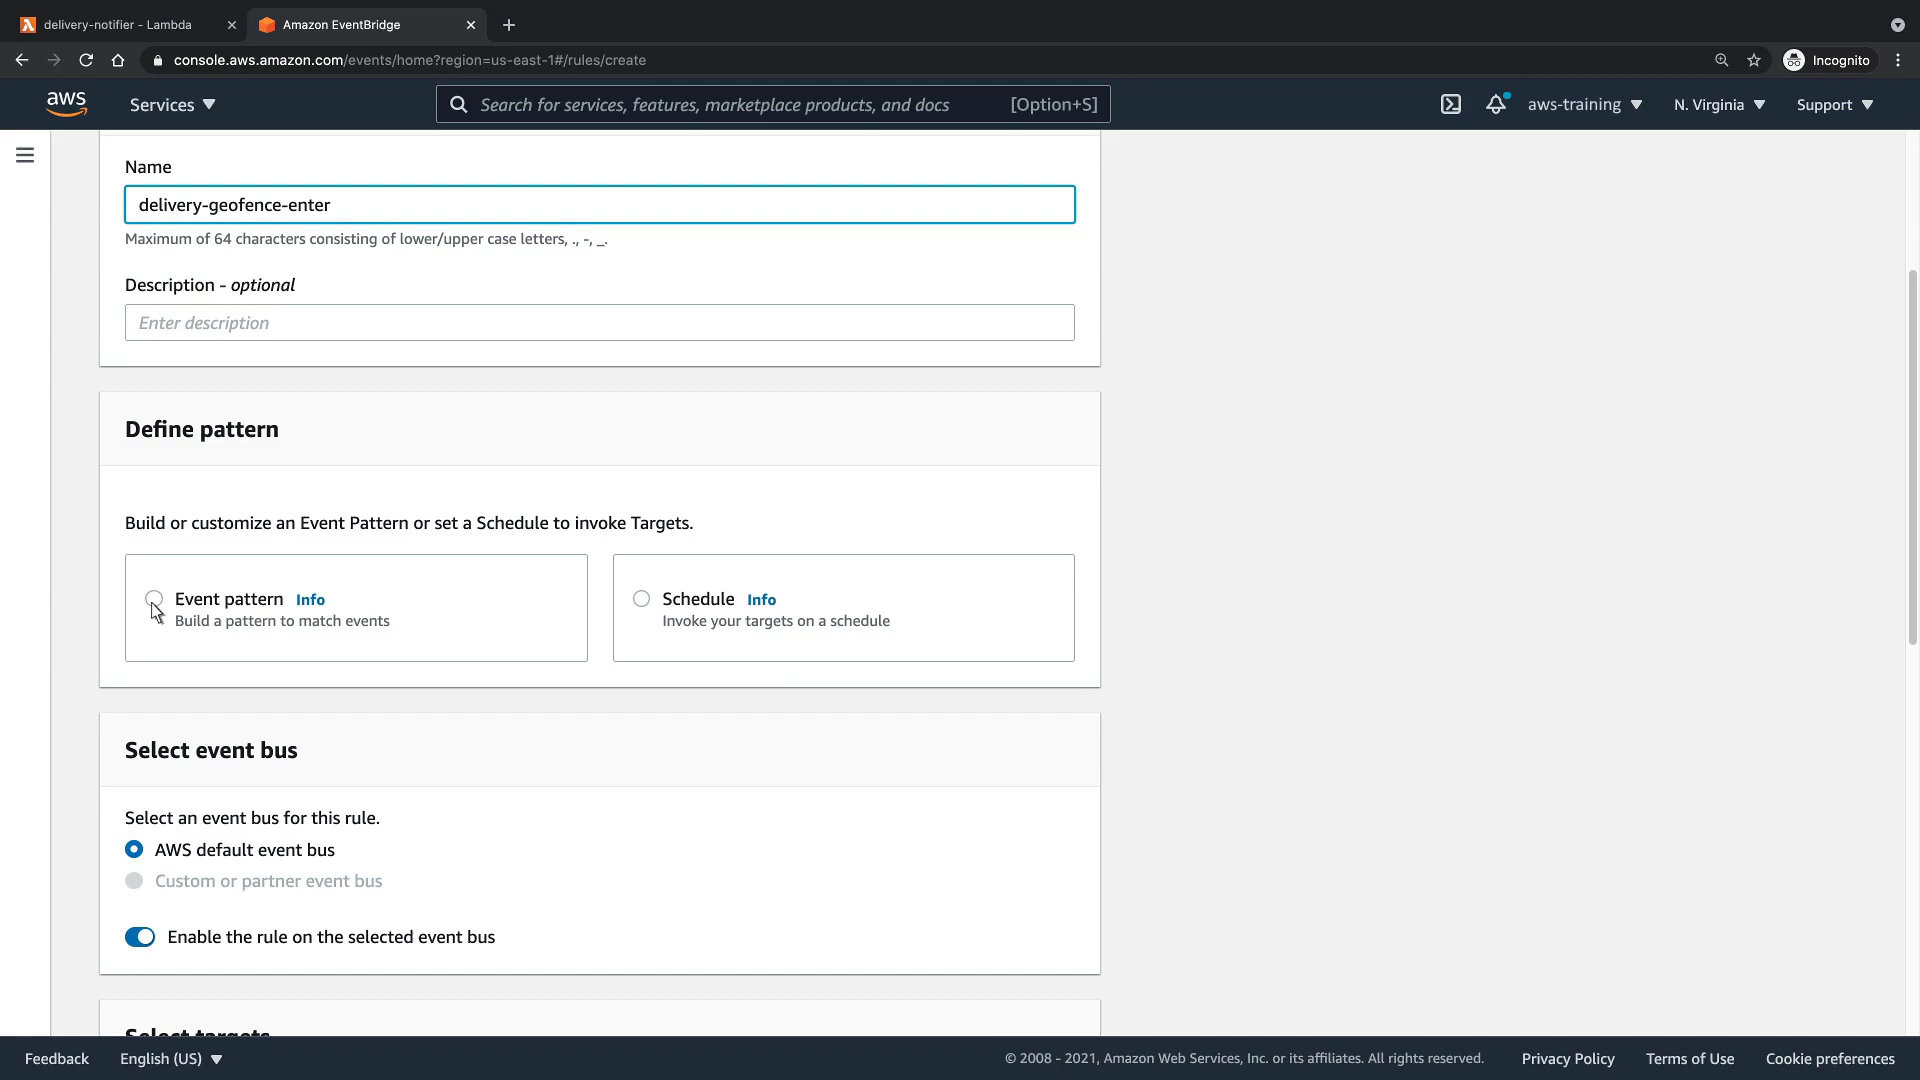 delivery-notifier - Lambda
Amazon EventBridge
console.aws.amazon.com/events/home?region=us-east-1#/rules/create
Incognito
aws
Services
Search for services, features, marketplace products, and docs [Option+S]
aws-training
N. Virginia
Support
Name
delivery-geofence-enter
Maximum of 64 characters consisting of lower/upper case letters, ., -, _.
Description - optional
Enter description
Define pattern
Build or customize an Event Pattern or set a Schedule to invoke Targets.
Event pattern Info
Build a pattern to match events
Schedule Info
Invoke your targets on a schedule
Select event bus
Select an event bus for this rule.
AWS default event bus
Custom or partner event bus
Enable the rule on the selected event bus
Select targets
Feedback
English (US)
© 2008 - 2021, Amazon Web Services, Inc. or its affiliates. All rights reserved.
Privacy Policy
Terms of Use
Cookie preferences